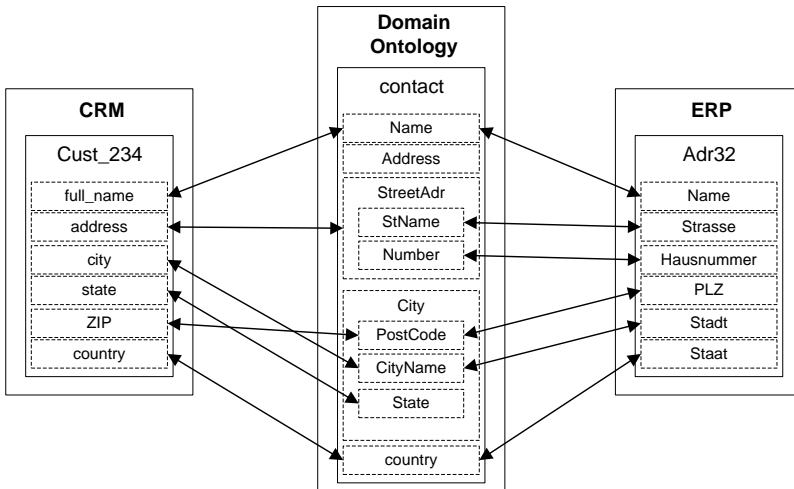 CRM
Cust_234
full_name
address
city
state
ZIP
country
Domain
Ontology
contact
Name
Address
StreetAdr
StName
Number
City
PostCode
CityName
State
country
ERP
Adr32
Name
Strasse
Hausnummer
PLZ
Stadt
Staat